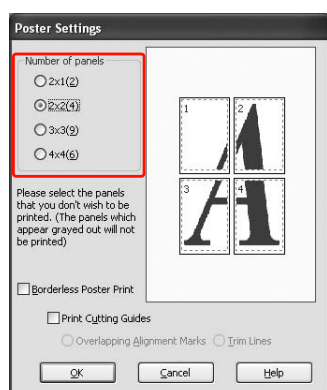 Poster Settings
Number of panels
2x1(2)
2x2(4)
3x3(9)
4x4(6)
1
2
3
4
Please select the panels
that you don't wish to be
printed. (The panels which
appear grayed out will not
be printed)
Borderless Poster Print
Print Cutting Guides
Overlapping Alignment Marks
Trim Lines
OK
Cancel
Help